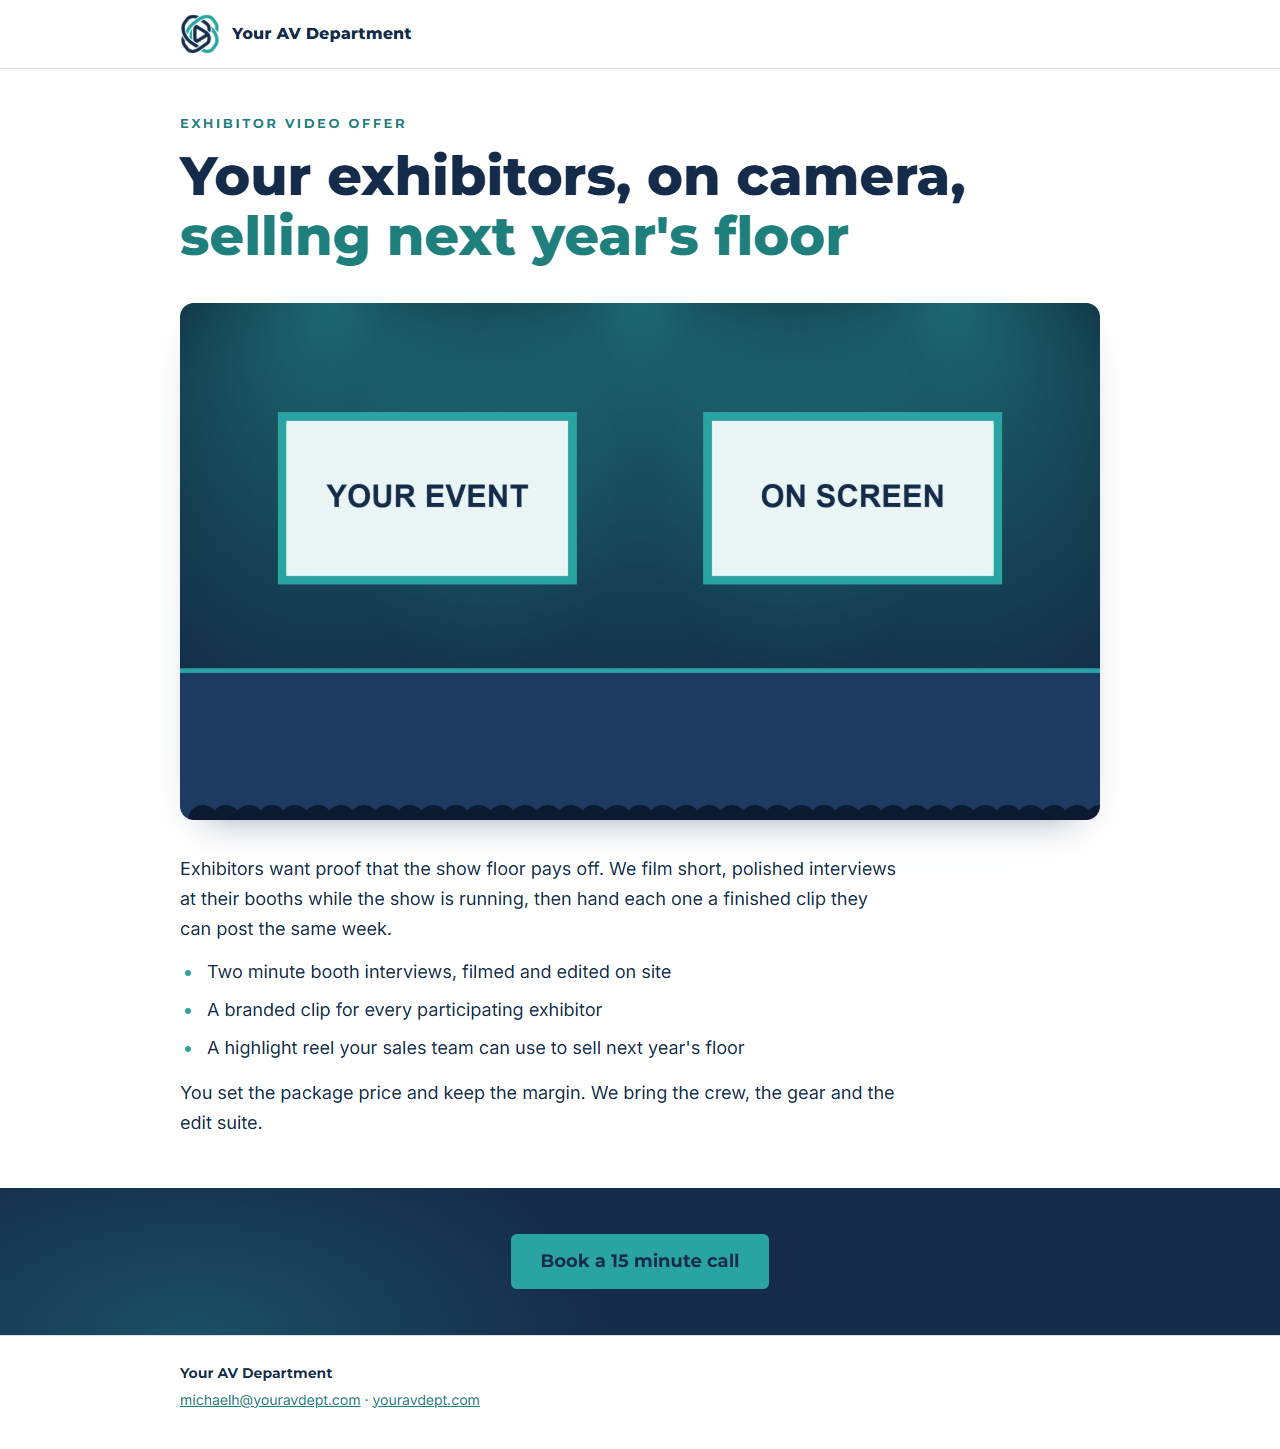 Your AV Department
EXHIBITOR VIDEO OFFER
Your exhibitors, on camera,
selling next year's floor
YOUR EVENT
ON SCREEN
Exhibitors want proof that the show floor pays off. We film short, polished interviews
at their booths while the show is running, then hand each one a finished clip they
can post the same week.
• Two minute booth interviews, filmed and edited on site
• A branded clip for every participating exhibitor
• A highlight reel your sales team can use to sell next year's floor
You set the package price and keep the margin. We bring the crew, the gear and the
edit suite.
Book a 15 minute call
Your AV Department
michaelh@youravdept.com · youravdept.com